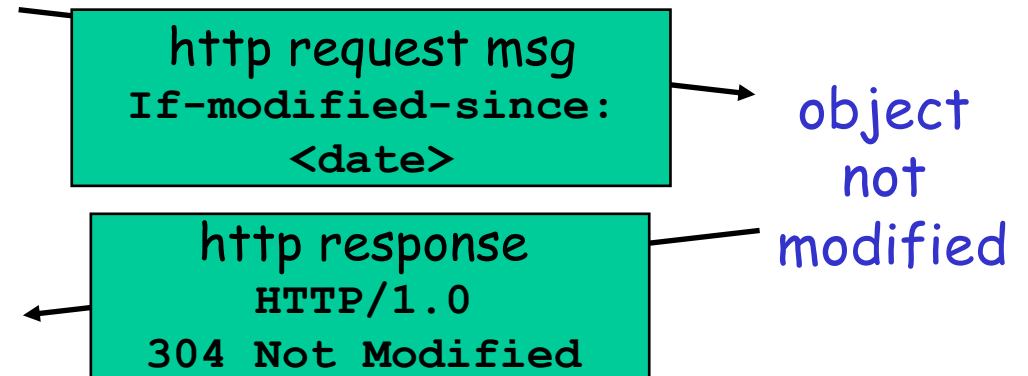 http request msg
If-modified-since:
<date>
object
not
modified
http response
HTTP/1.0
304 Not Modified